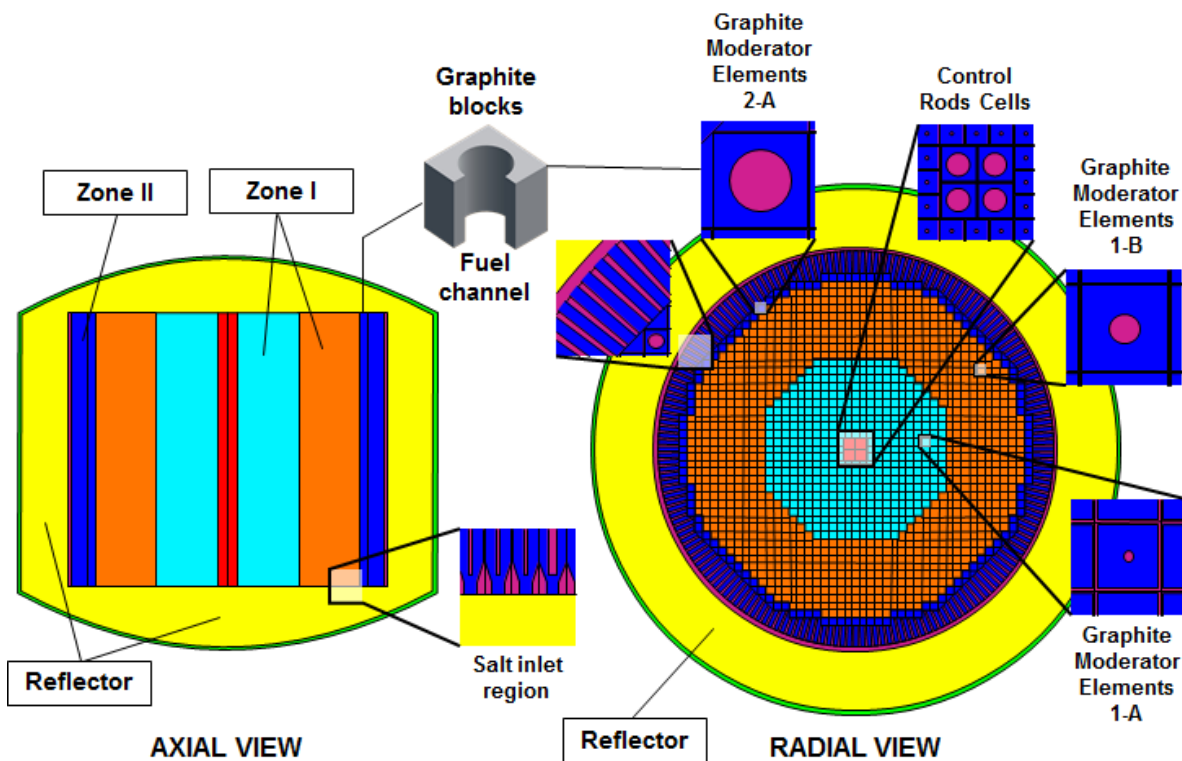 Graphite
Moderator
Elements
2-A
Graphite
blocks
Control
Rods Cells
Graphite
Moderator
Elements
1-B
Zone II
Zone I
Fuel
channel
Salt inlet
region
Graphite
Moderator
Elements
1-A
Reflector
Reflector
AXIAL VIEW
RADIAL VIEW